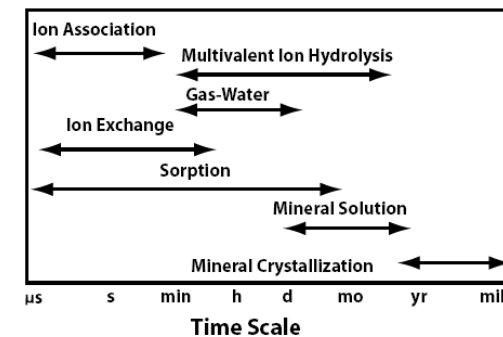 Ion Association
Multivalent Ion Hydrolysis
Gas-Water
Ion Exchange
Sorption
Mineral Solution
Mineral Crystallization
μs s min h d mo yr mil
Time Scale